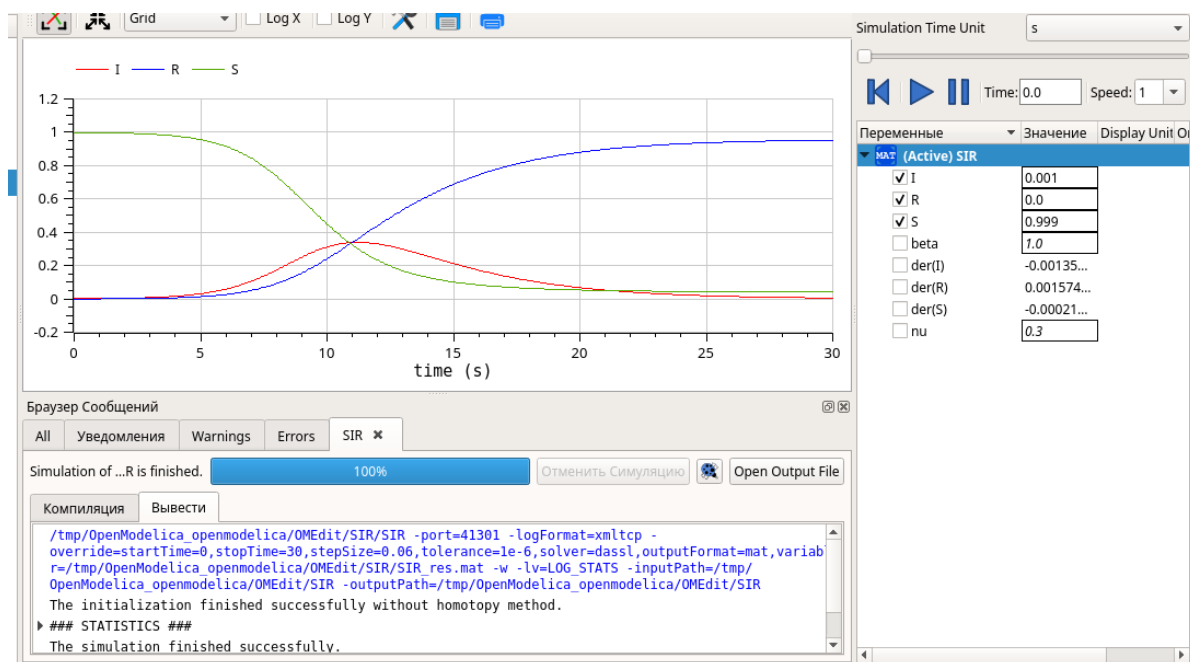 Grid
Log X
Log Y
Simulation Time Unit
s
Time: 0.0
Speed: 1
I R S
1.2
1
0.8
0.6
0.4
0.2
0
-0.2
0 5 10 15 20 25 30
time (s)
Переменные Значение Display Unit
MAT (Active) SIR
I 0.001
R 0.0
S 0.999
beta 1.0
der(I) -0.00135...
der(R) 0.001574...
der(S) -0.00021...
nu 0.3
Браузер Сообщений
All Уведомления Warnings Errors SIR
Simulation of ...R is finished. 100% Отменить Симуляцию Open Output File
Компиляция Вывести
/tmp/OpenModelica_openmodelica/OMEdit/SIR/SIR -port=41301 -logFormat=xmltcp -
override=startTime=0,stopTime=30,stepSize=0.06,tolerance=1e-6,solver=dassl,outputFormat=mat,variabl
r=/tmp/OpenModelica_openmodelica/OMEdit/SIR/SIR_res.mat -w -lv=LOG_STATS -inputPath=/tmp/
OpenModelica_openmodelica/OMEdit/SIR -outputPath=/tmp/OpenModelica_openmodelica/OMEdit/SIR
The initialization finished successfully without homotopy method.
### STATISTICS ###
The simulation finished successfully.